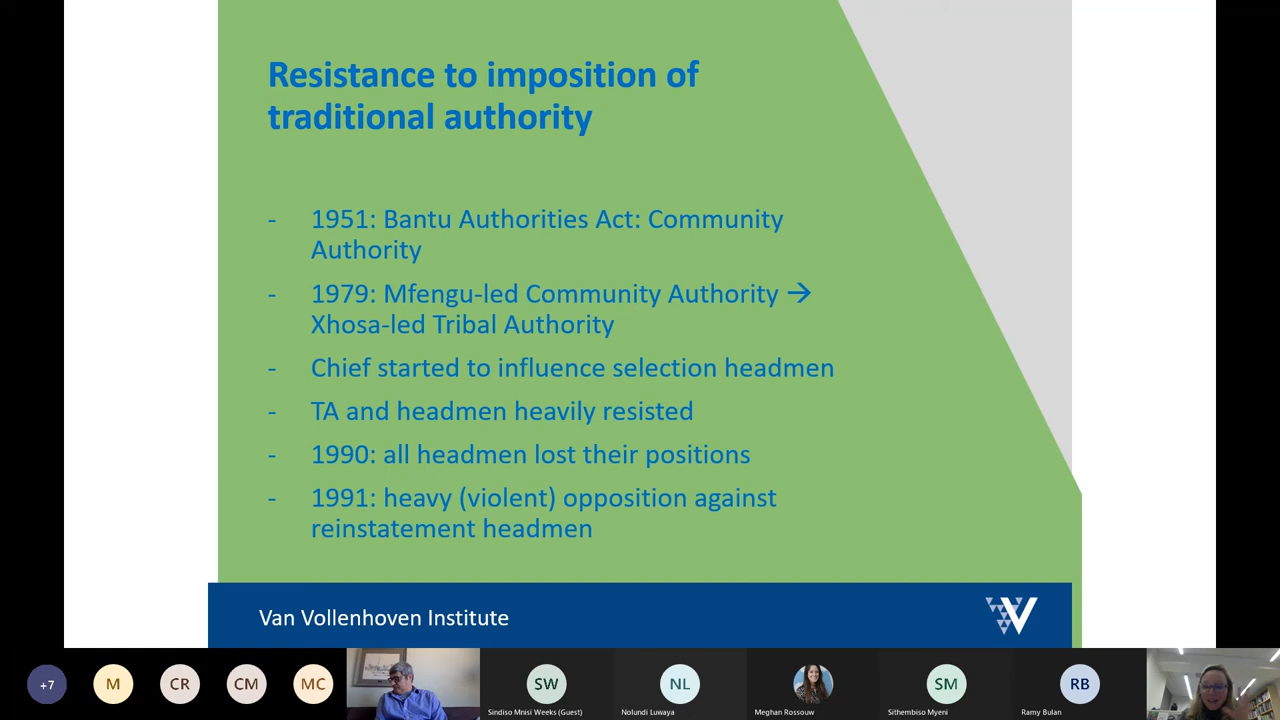 Resistance to imposition of
traditional authority
- 1951: Bantu Authorities Act: Community
Authority
- 1979: Mfengu-led Community Authority →
Xhosa-led Tribal Authority
- Chief started to influence selection headmen
- TA and headmen heavily resisted
- 1990: all headmen lost their positions
- 1991: heavy (violent) opposition against
reinstatement headmen
Van Vollenhoven Institute
V
+7
M
CR
CM
MC
SW
NL
SM
RB
Sindiso Mnisi Weeks (Guest)
Nolundi Luwaya
Meghan Rossouw
Sithembiso Myeni
Ramy Bulan